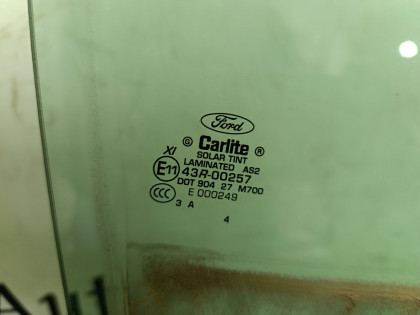 Ford
G Carlite R
SOLAR TINT
XI LAMINATED AS2
E11 43R-00257
DOT 904 27 M700
CCC E 000249
3 A
4